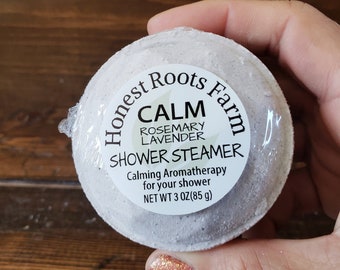 Honest Roots Farm
CALM
ROSEMARY
LAVENDER
SHOWER STEAMER
Calming Aromatherapy
for your shower
NET WT 3 OZ(85 g)